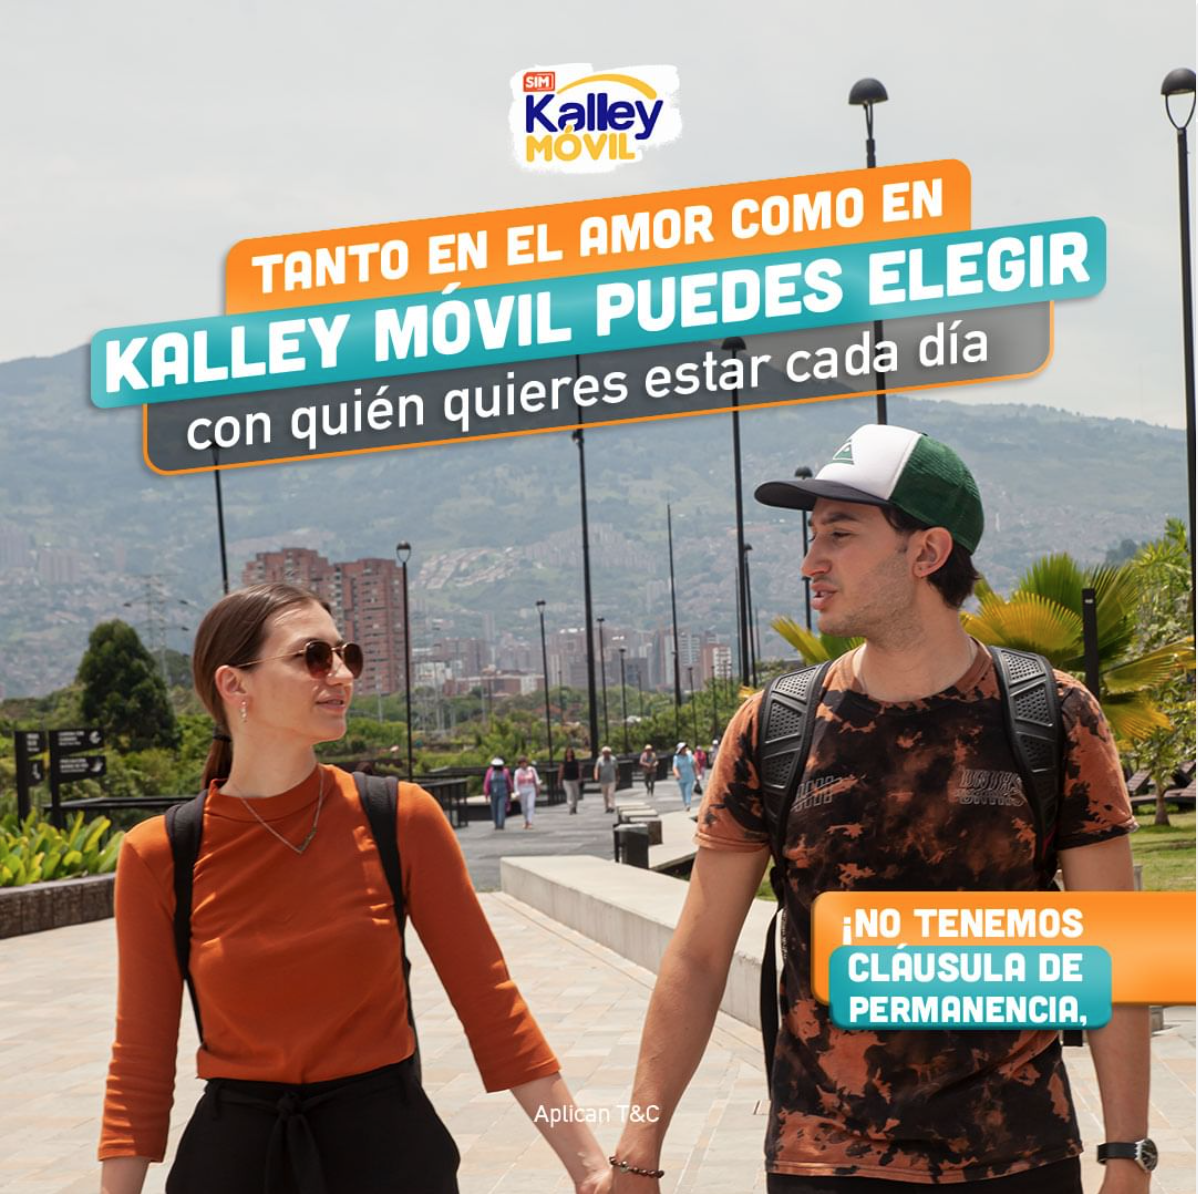 SIM
Kalley
MÓVIL
TANTO EN EL AMOR COMO EN
KALLEY MÓVIL PUEDES ELEGIR
con quién quieres estar cada día
¡NO TENEMOS
CLÁUSULA DE
PERMANENCIA,
Aplican T&C